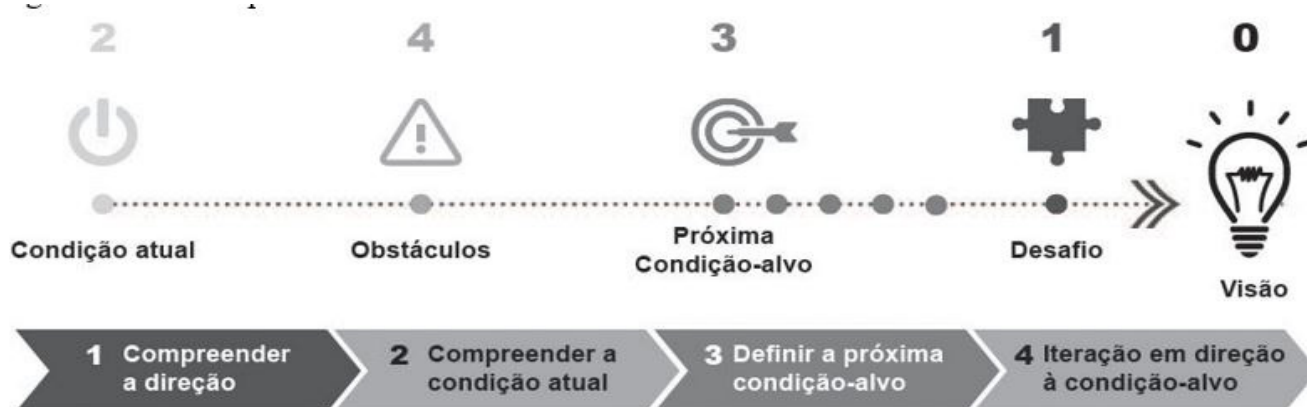 2 4 3 1 0
Condição atual
Obstáculos
Próxima
Condição-alvo
Desafio
Visão
1 Compreender
a direção
2 Compreender a
condição atual
3 Definir a próxima
condição-alvo
4 Iteração em direção
à condição-alvo